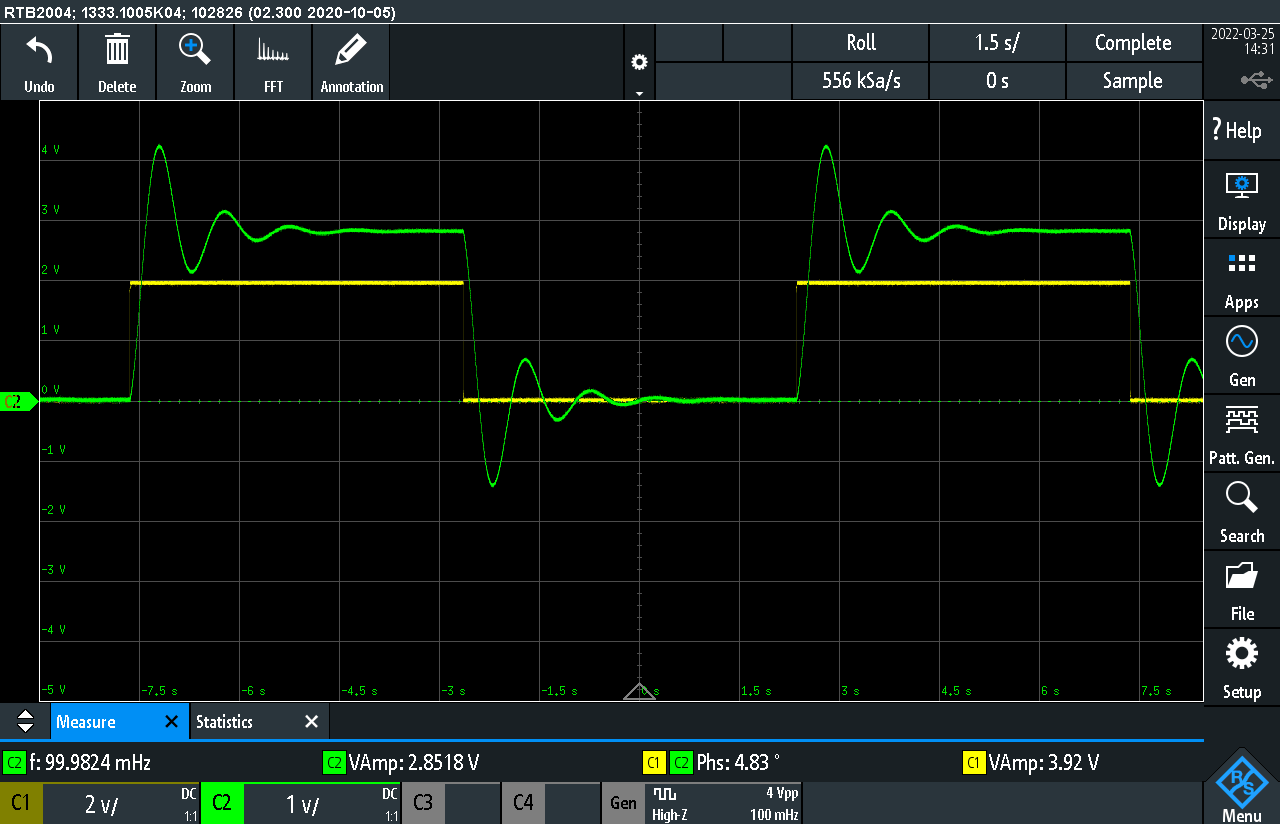 RTB2004; 1333.1005K04; 102826 (02.300 2020-10-05)
Undo Delete Zoom FFT Annotation
Roll 1.5 s/ Complete
556 kSa/s 0 s Sample
2022-03-25
14:31
? Help
Display
Apps
Gen
Patt. Gen.
Search
File
Setup
Menu
4 V
3 V
2 V
1 V
0 V
C2
-1 V
-2 V
-3 V
-4 V
-5 V
-7.5 s -6 s -4.5 s -3 s -1.5 s 0 s 1.5 s 3 s 4.5 s 6 s 7.5 s
Measure Statistics
C2 f: 99.9824 mHz C2 VAmp: 2.8518 V C1 C2 Phs: 4.83 ° C1 VAmp: 3.92 V
C1 2 V/ DC 1:1 C2 1 V/ DC 1:1 C3 C4 Gen High-Z 4 Vpp 100 mHz
R&S